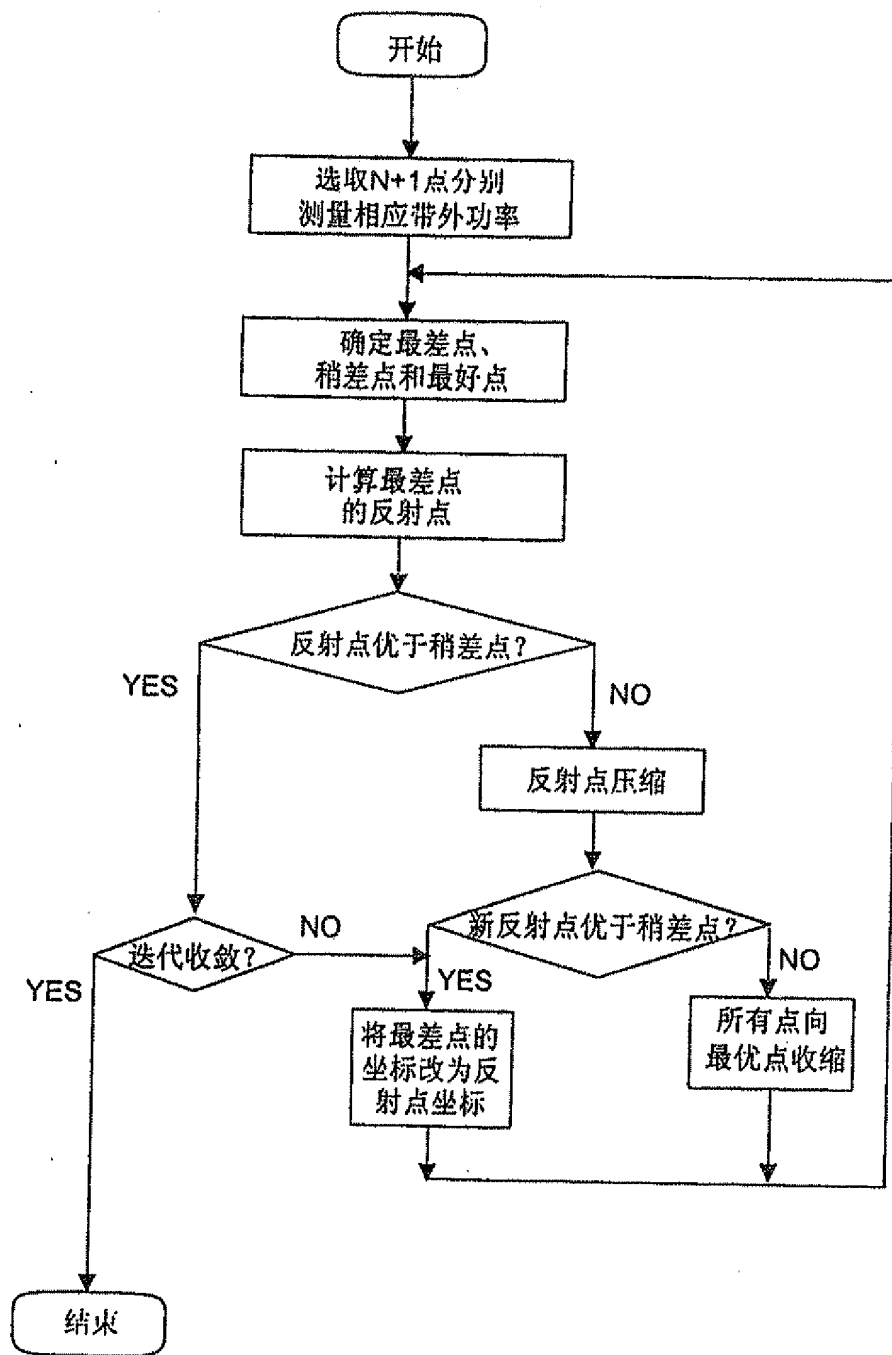 开始
选取N+1点分别
测量相应带外功率
确定最差点、
稍差点和最好点
计算最差点
的反射点
反射点优于稍差点?
YES
NO
反射点压缩
新反射点优于稍差点?
迭代收敛?
NO
YES
YES
NO
将最差点的
坐标改为反
射点坐标
所有点向
最优点收缩
结束